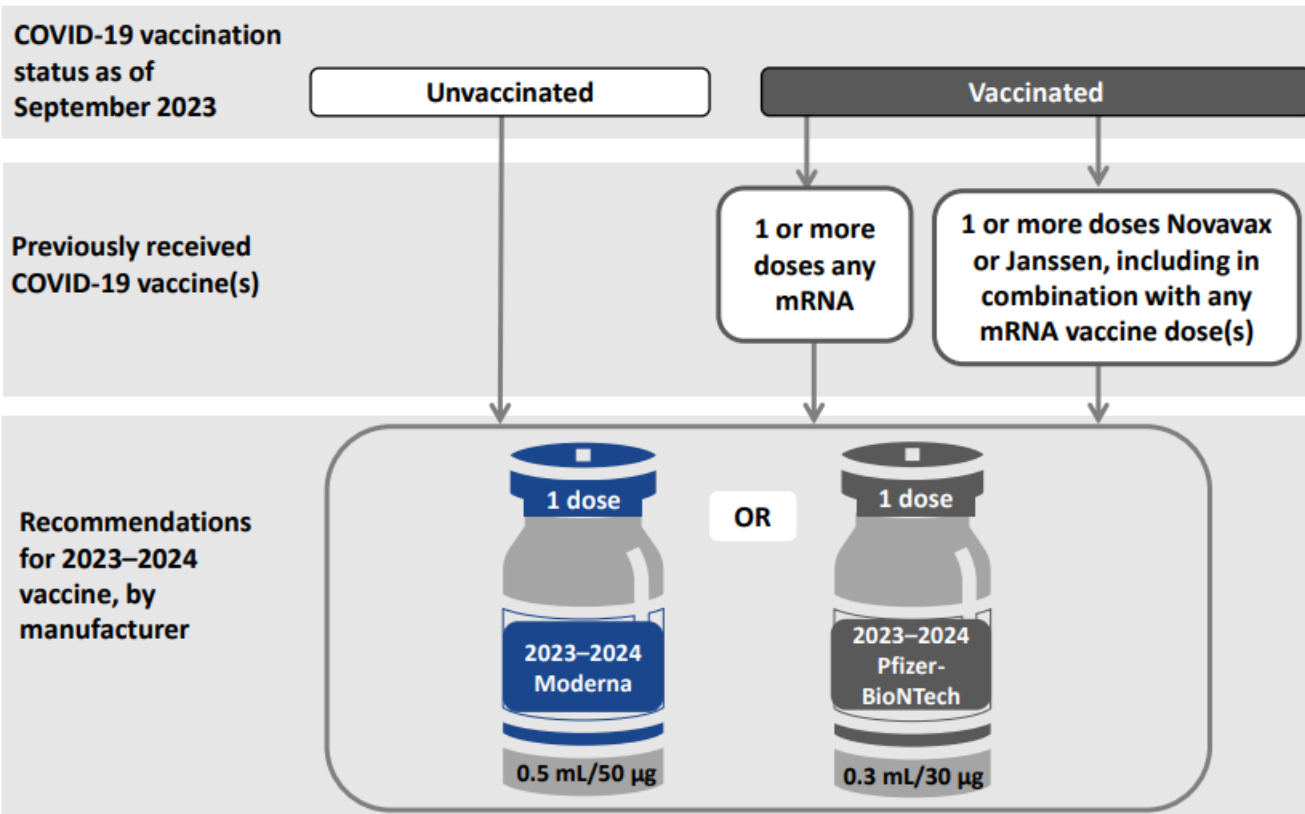 COVID-19 vaccination
status as of
September 2023
Unvaccinated
Vaccinated
Previously received
COVID-19 vaccine(s)
1 or more
doses any
mRNA
1 or more doses Novavax
or Janssen, including in
combination with any
mRNA vaccine dose(s)
Recommendations
for 2023–2024
vaccine, by
manufacturer
1 dose
2023–2024
Moderna
0.5 mL/50 µg
OR
1 dose
2023–2024
Pfizer-
BioNTech
0.3 mL/30 µg